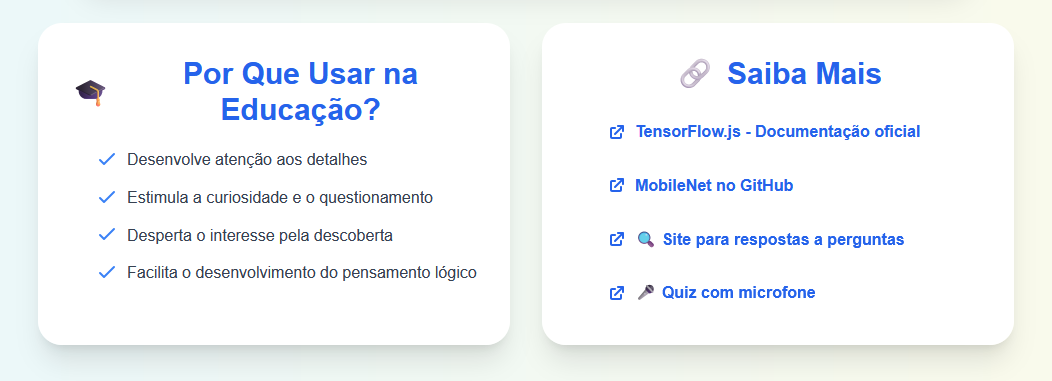 Por Que Usar na
Educação?
Desenvolve atenção aos detalhes
Estimula a curiosidade e o questionamento
Desperta o interesse pela descoberta
Facilita o desenvolvimento do pensamento lógico
Saiba Mais
TensorFlow.js - Documentação oficial
MobileNet no GitHub
Site para respostas a perguntas
Quiz com microfone